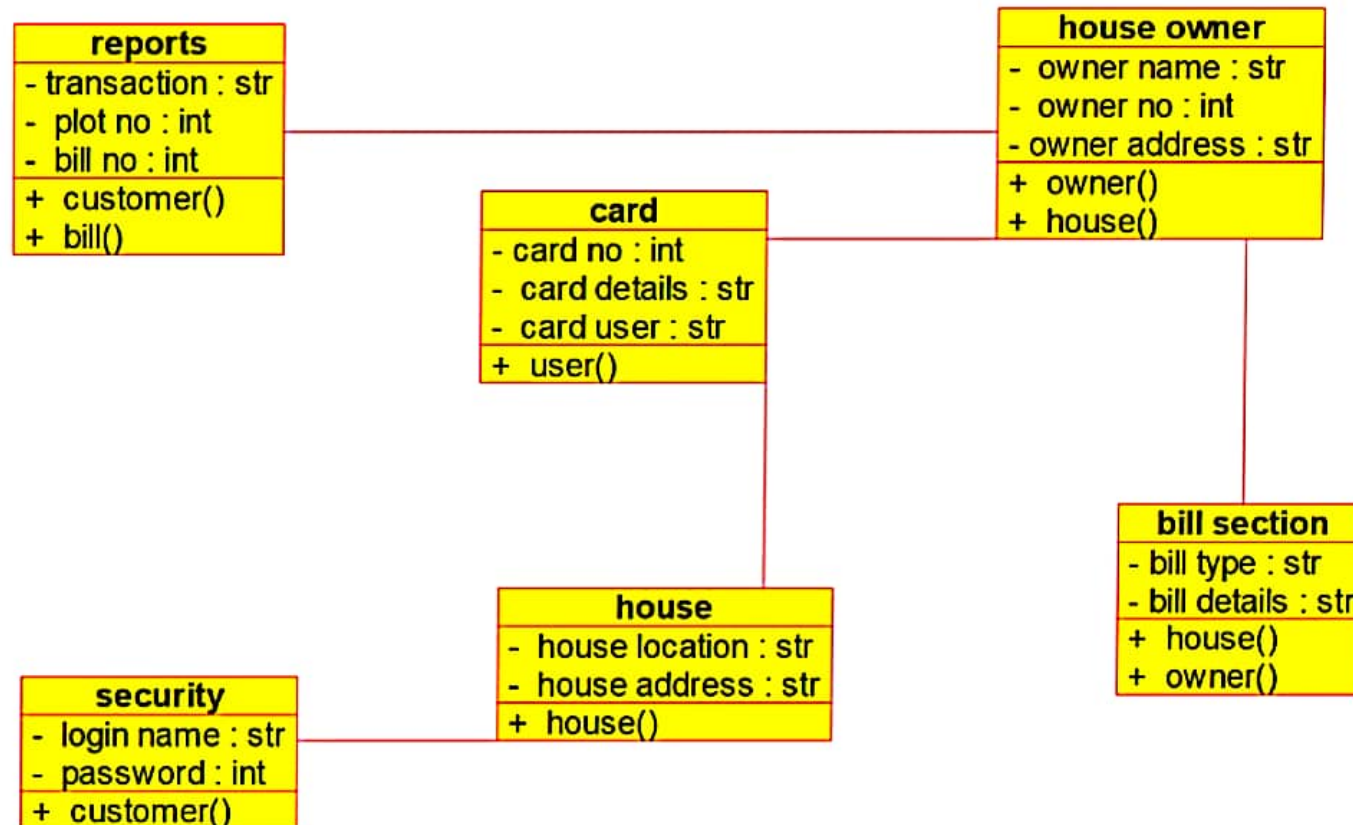 reports
- transaction : str
- plot no : int
- bill no : int
+ customer()
+ bill()
house owner
- owner name : str
- owner no : int
- owner address : str
+ owner()
+ house()
card
- card no : int
- card details : str
- card user : str
+ user()
bill section
- bill type : str
- bill details : str
+ house()
+ owner()
house
- house location : str
- house address : str
+ house()
security
- login name : str
- password : int
+ customer()